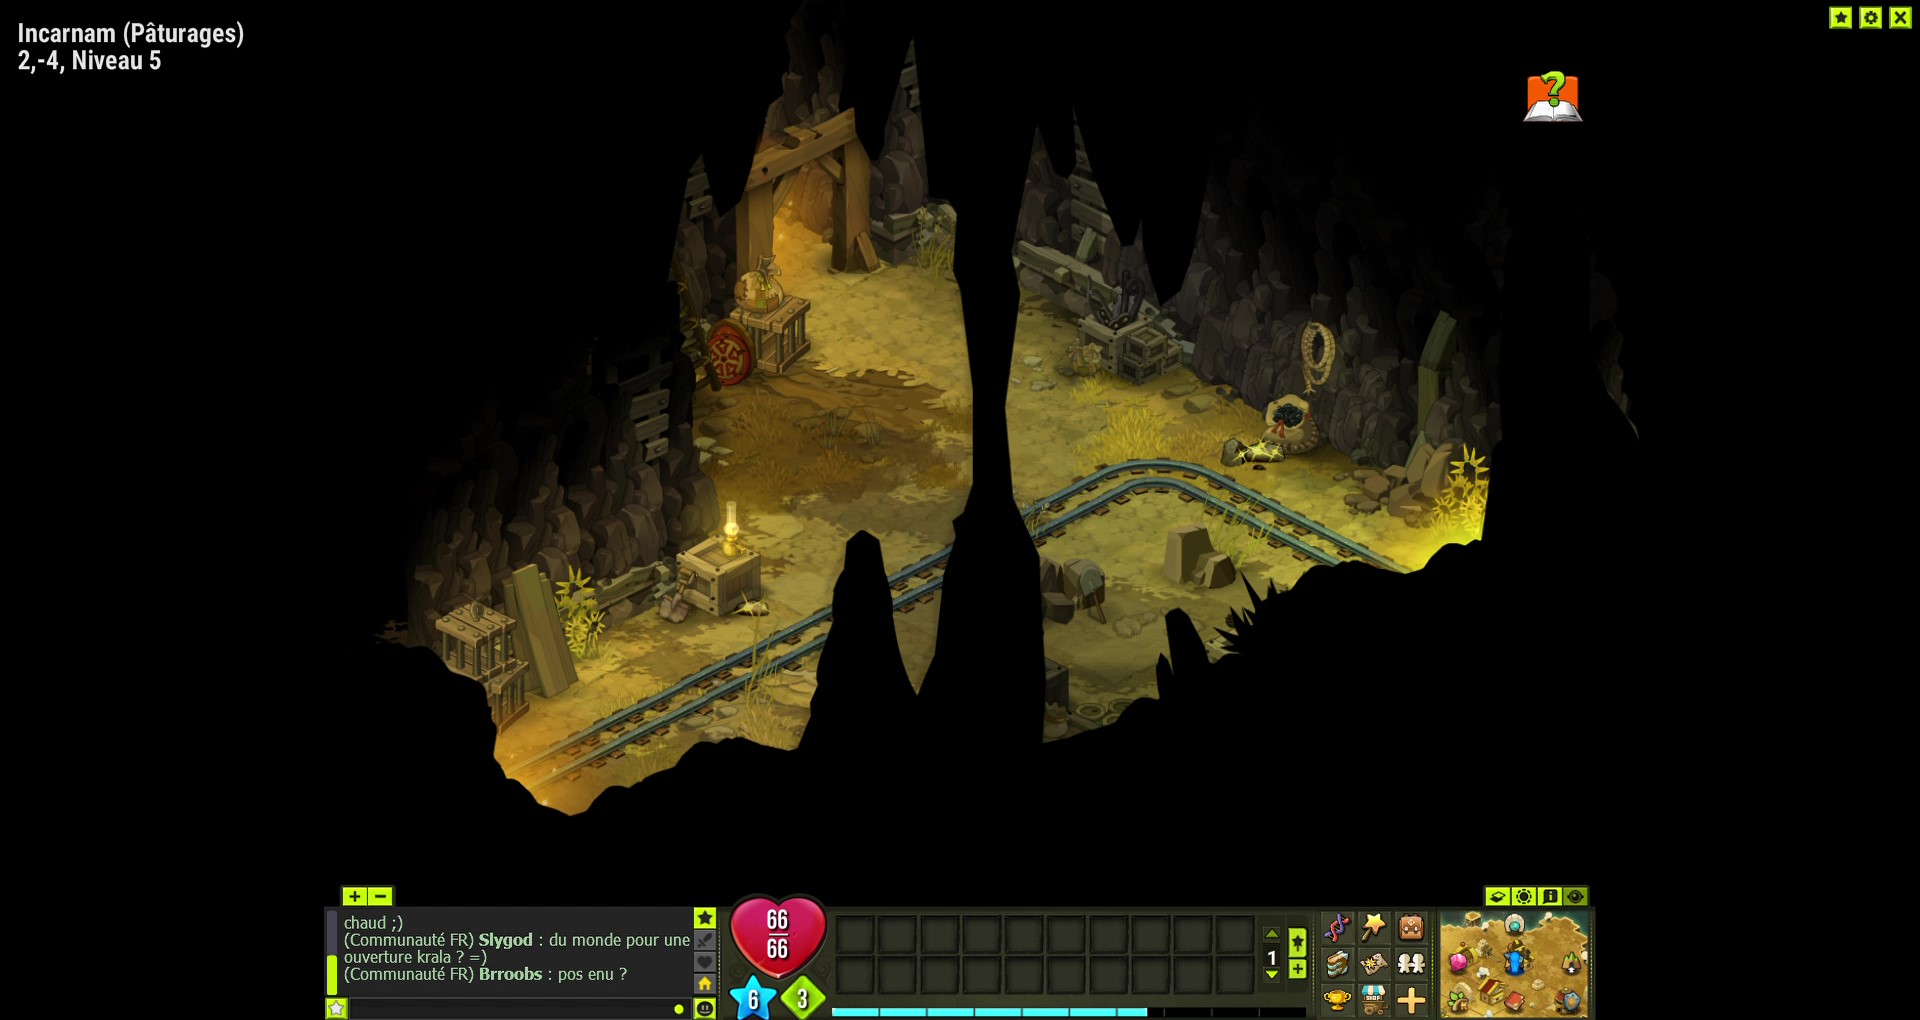 Incarnam (Pâturages)
2,-4, Niveau 5
chaud ;)
(Communauté FR) Slygod : du monde pour une
ouverture krala ? =)
(Communauté FR) Brroobs : pos enu ?
66
66
6
3
1
SHOP